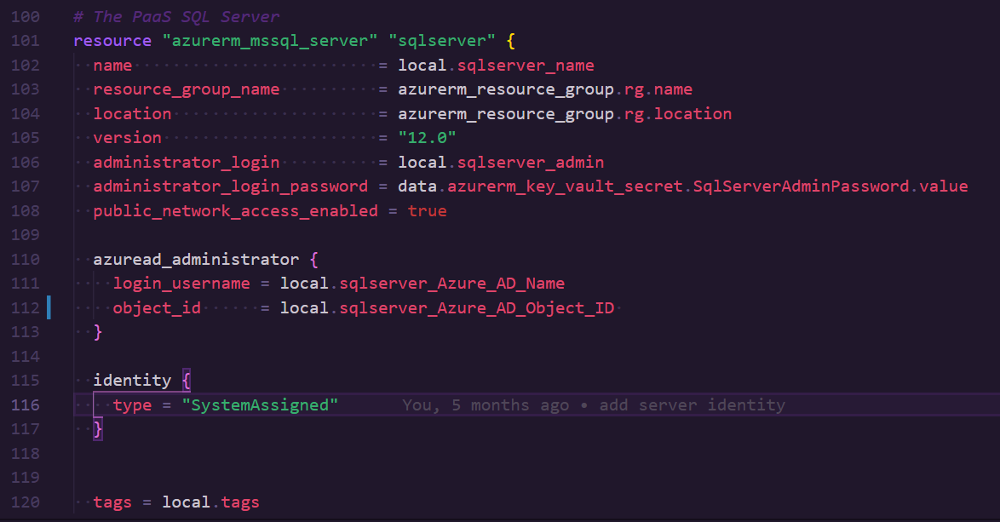 100 # The PaaS SQL Server
101 resource "azurerm_mssql_server" "sqlserver" {
102   name                         = local.sqlserver_name
103   resource_group_name          = azurerm_resource_group.rg.name
104   location                     = azurerm_resource_group.rg.location
105   version                      = "12.0"
106   administrator_login          = local.sqlserver_admin
107   administrator_login_password = data.azurerm_key_vault_secret.SqlServerAdminPassword.value
108   public_network_access_enabled = true
109
110   azuread_administrator {
111     login_username = local.sqlserver_Azure_AD_Name
112     object_id      = local.sqlserver_Azure_AD_Object_ID
113   }
114
115   identity {
116     type = "SystemAssigned"      You, 5 months ago • add server identity
117   }
118
119
120   tags = local.tags